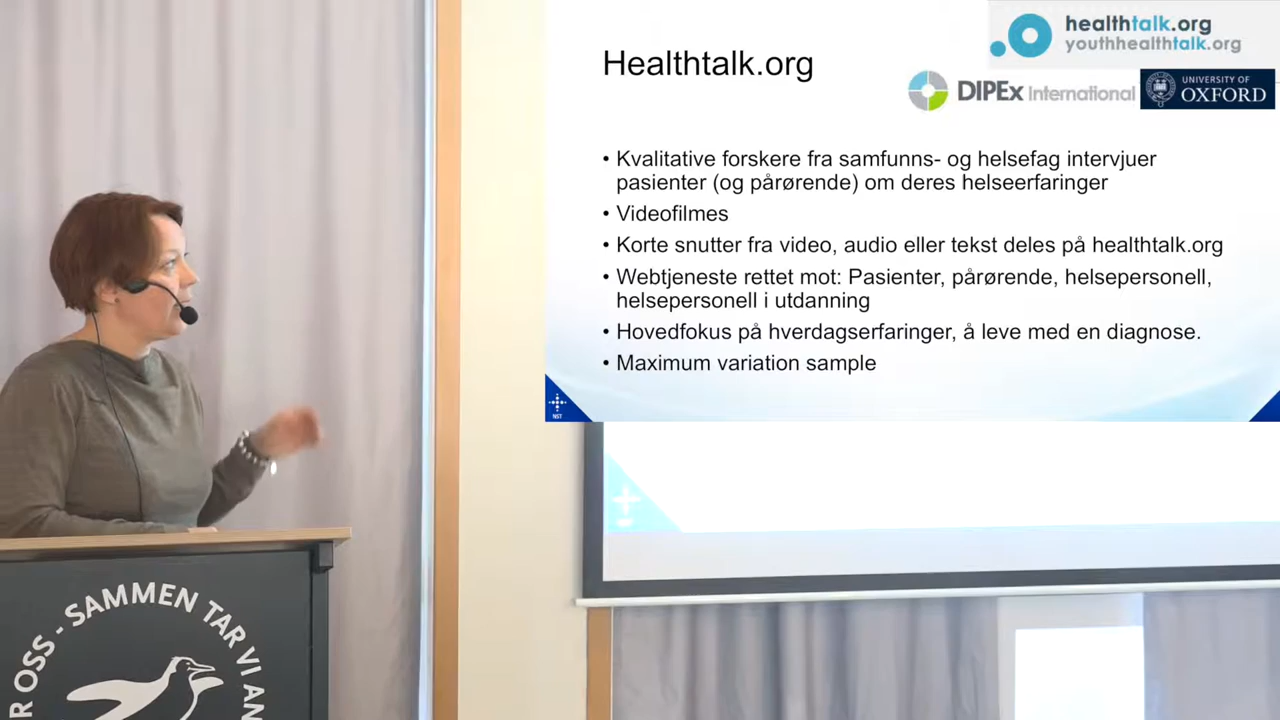 healthtalk.org
youthhealthtalk.org
Healthtalk.org
DIPEx International
UNIVERSITY OF
OXFORD
• Kvalitative forskere fra samfunns- og helsefag intervjuer
pasienter (og pårørende) om deres helseerfaringer
• Videofilmes
• Korte snutter fra video, audio eller tekst deles på healthtalk.org
• Webtjeneste rettet mot: Pasienter, pårørende, helsepersonell,
helsepersonell i utdanning
• Hovedfokus på hverdagserfaringer, å leve med en diagnose.
• Maximum variation sample
NST
R OSS - SAMMEN TAR VI AN